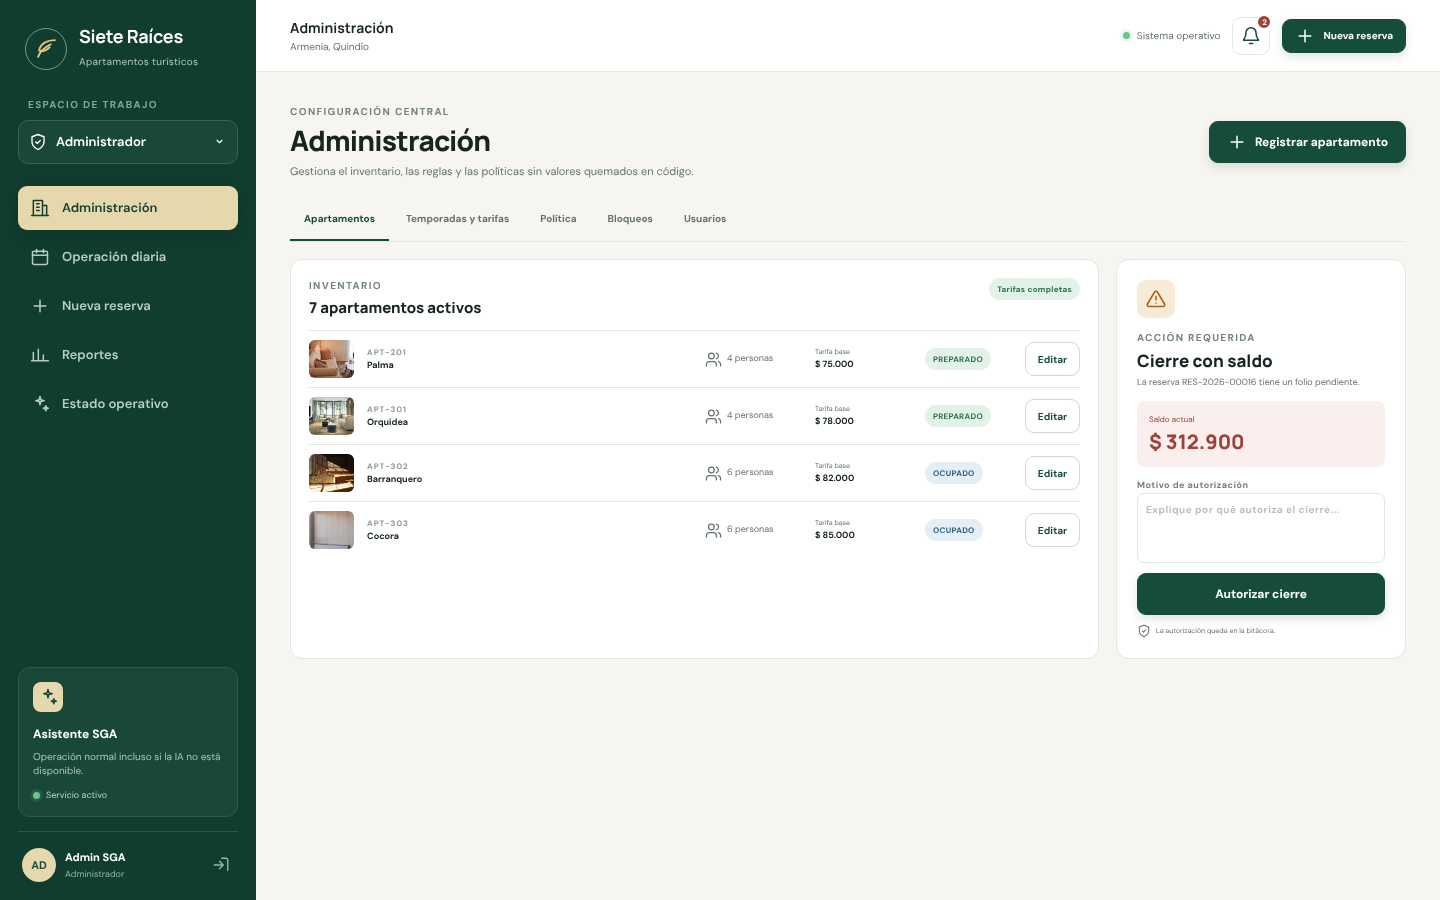 Siete Raíces
Apartamentos turísticos
ESPACIO DE TRABAJO
Administrador
Administración
Operación diaria
Nueva reserva
Reportes
Estado operativo
Asistente SGA
Operación normal incluso si la IA no está
disponible.
Servicio activo
AD
Admin SGA
Administrador
Administración
Armenia, Quindío
Sistema operativo
2
Nueva reserva
CONFIGURACIÓN CENTRAL
Administración
Gestiona el inventario, las reglas y las políticas sin valores quemados en código.
Registrar apartamento
Apartamentos
Temporadas y tarifas
Política
Bloqueos
Usuarios
INVENTARIO
7 apartamentos activos
Tarifas completas
APT-201
Palma
4 personas
Tarifa base
$ 75.000
PREPARADO
Editar
APT-301
Orquídea
4 personas
Tarifa base
$ 78.000
PREPARADO
Editar
APT-302
Barranquero
6 personas
Tarifa base
$ 82.000
OCUPADO
Editar
APT-303
Cocora
6 personas
Tarifa base
$ 85.000
OCUPADO
Editar
ACCIÓN REQUERIDA
Cierre con saldo
La reserva RES-2026-00016 tiene un folio pendiente.
Saldo actual
$ 312.900
Motivo de autorización
Explique por qué autoriza el cierre...
Autorizar cierre
La autorización queda en la bitácora.